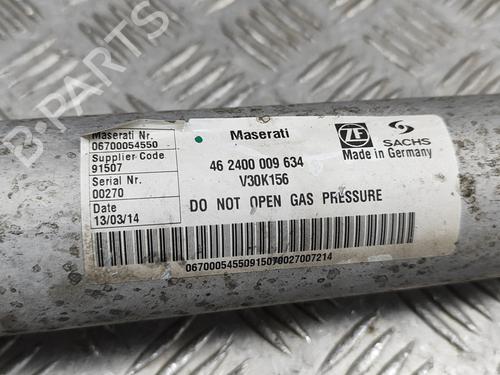 Maserati Nr.
06700054550
Supplier Code
91507
Serial Nr.
00270
Date
13/03/14
Maserati
46 2400 009 634
V30K156
DO NOT OPEN GAS PRESSURE
ZF
SACHS
Made in Germany
06700054550915070027007214
B-PARTS